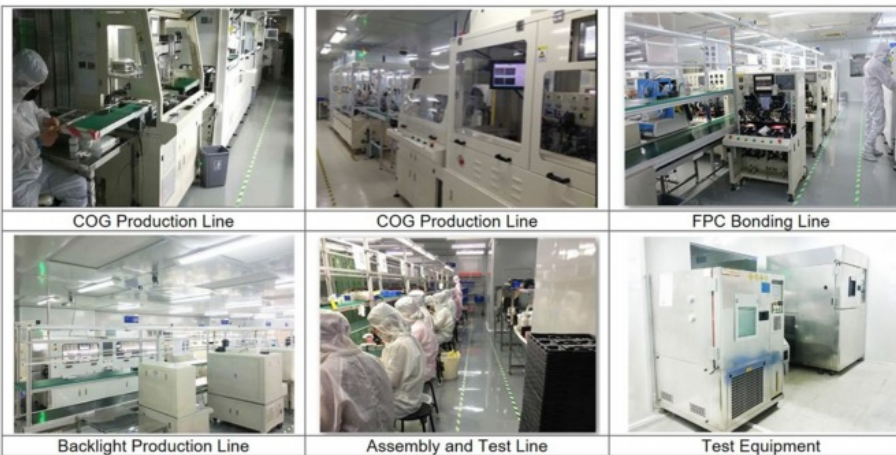 COG Production Line
COG Production Line
FPC Bonding Line
Backlight Production Line
Assembly and Test Line
Test Equipment